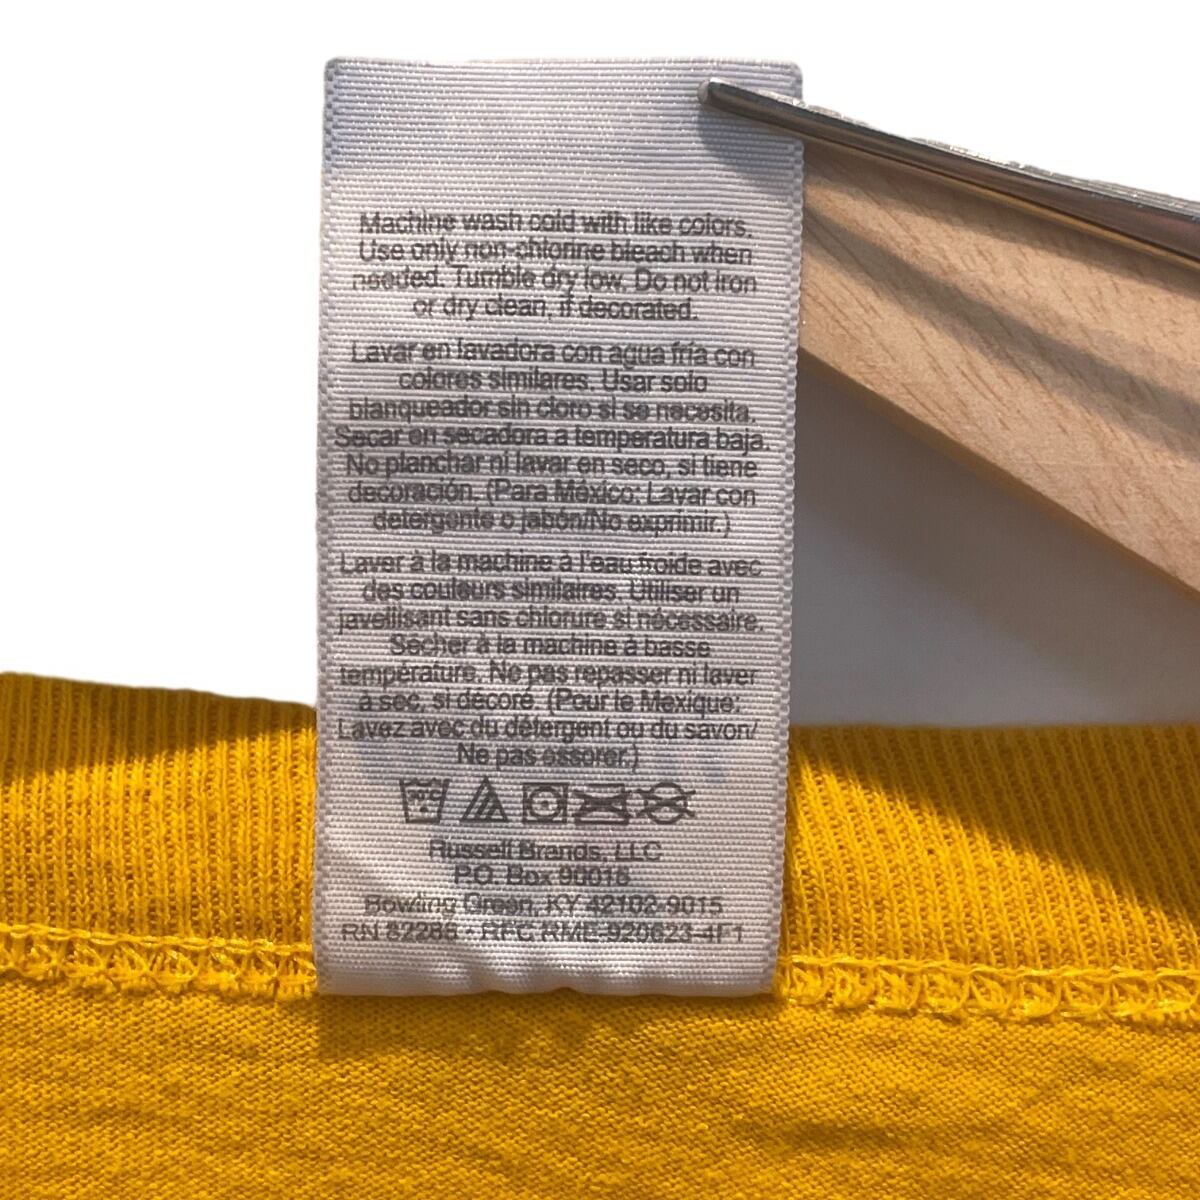 Machine wash cold with like colors.
Use only non-chlorine bleach when
needed. Tumble dry low. Do not iron
or dry clean, if decorated.
Lavar en lavadora con agua fría con
colores similares. Usar solo
blanqueador sin cloro si se necesita.
Secar en secadora a temperatura baja.
No planchar ni lavar en seco, si tiene
decoración. (Para México: Lavar con
detergente o jabón/No exprimir.)
Laver à la machine à l'eau froide avec
des couleurs similaires. Utiliser un
javellisant sans chlorure si nécessaire.
Sécher à la machine à basse
température. Ne pas repasser ni laver
à sec, si décoré. (Pour le Mexique:
Lavez avec du détergent ou du savon/
Ne pas essorer.)
Russell Brands, LLC
P.O. Box 90015
Bowling Green, KY 42102-9015
RN 82286 - RFC RME-920623-4F1